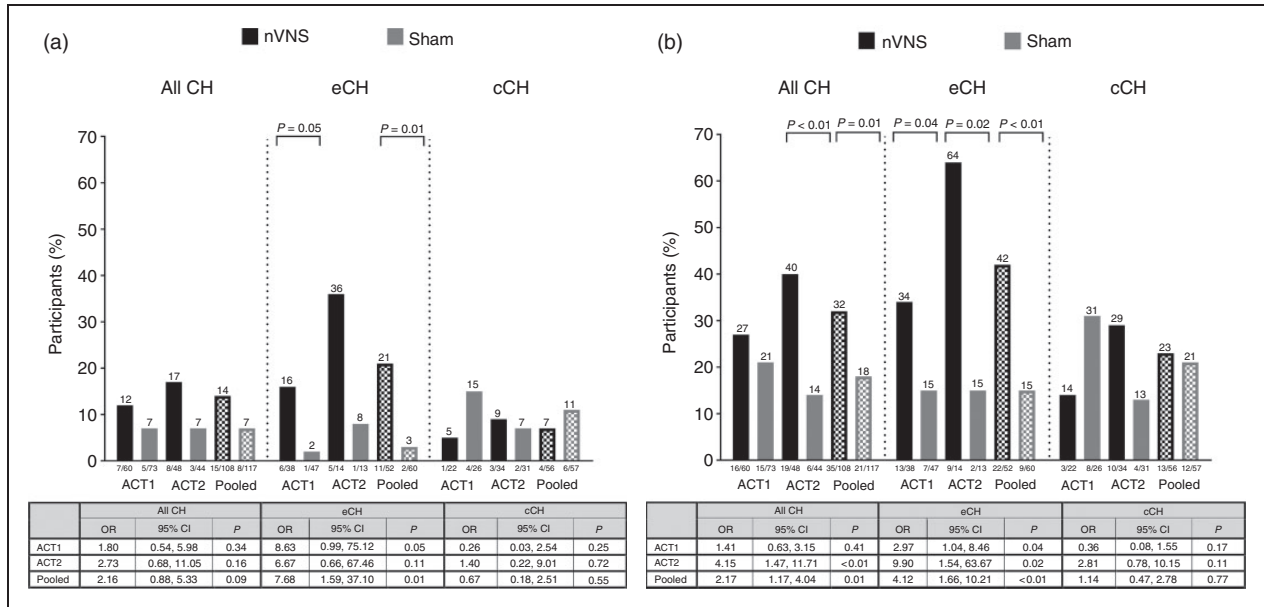 (a)
nVNS Sham
All CH eCH cCH
P = 0.05 P = 0.01
Participants (%)
70
60
50
40
30
20
10
0
12 7 17 7 14 7 16 2 36 8 21 3 5 15 9 7 7 11
7/60 5/73 8/48 3/44 15/108 8/117 6/38 1/47 5/14 1/13 11/52 2/60 1/22 4/26 3/34 2/31 4/56 6/57
ACT1 ACT2 Pooled ACT1 ACT2 Pooled ACT1 ACT2 Pooled
All CH eCH cCH
OR 95% CI P OR 95% CI P OR 95% CI P
ACT1 1.80 0.54, 5.98 0.34 8.63 0.99, 75.12 0.05 0.26 0.03, 2.54 0.25
ACT2 2.73 0.68, 11.05 0.16 6.67 0.66, 67.46 0.11 1.40 0.22, 9.01 0.72
Pooled 2.16 0.88, 5.33 0.09 7.68 1.59, 37.10 0.01 0.67 0.18, 2.51 0.55
(b)
nVNS Sham
All CH eCH cCH
P < 0.01 P = 0.01 P = 0.04 P = 0.02 P < 0.01
Participants (%)
70
60
50
40
30
20
10
0
27 21 40 14 32 18 34 15 64 15 42 15 14 31 29 13 23 21
16/60 15/73 19/48 6/44 35/108 21/117 13/38 7/47 9/14 2/13 22/52 9/60 3/22 8/26 10/34 4/31 13/56 12/57
ACT1 ACT2 Pooled ACT1 ACT2 Pooled ACT1 ACT2 Pooled
All CH eCH cCH
OR 95% CI P OR 95% CI P OR 95% CI P
ACT1 1.41 0.63, 3.15 0.41 2.97 1.04, 8.46 0.04 0.36 0.08, 1.55 0.17
ACT2 4.15 1.47, 11.71 <0.01 9.90 1.54, 63.67 0.02 2.81 0.78, 10.15 0.11
Pooled 2.17 1.17, 4.04 0.01 4.12 1.66, 10.21 <0.01 1.14 0.47, 2.78 0.77